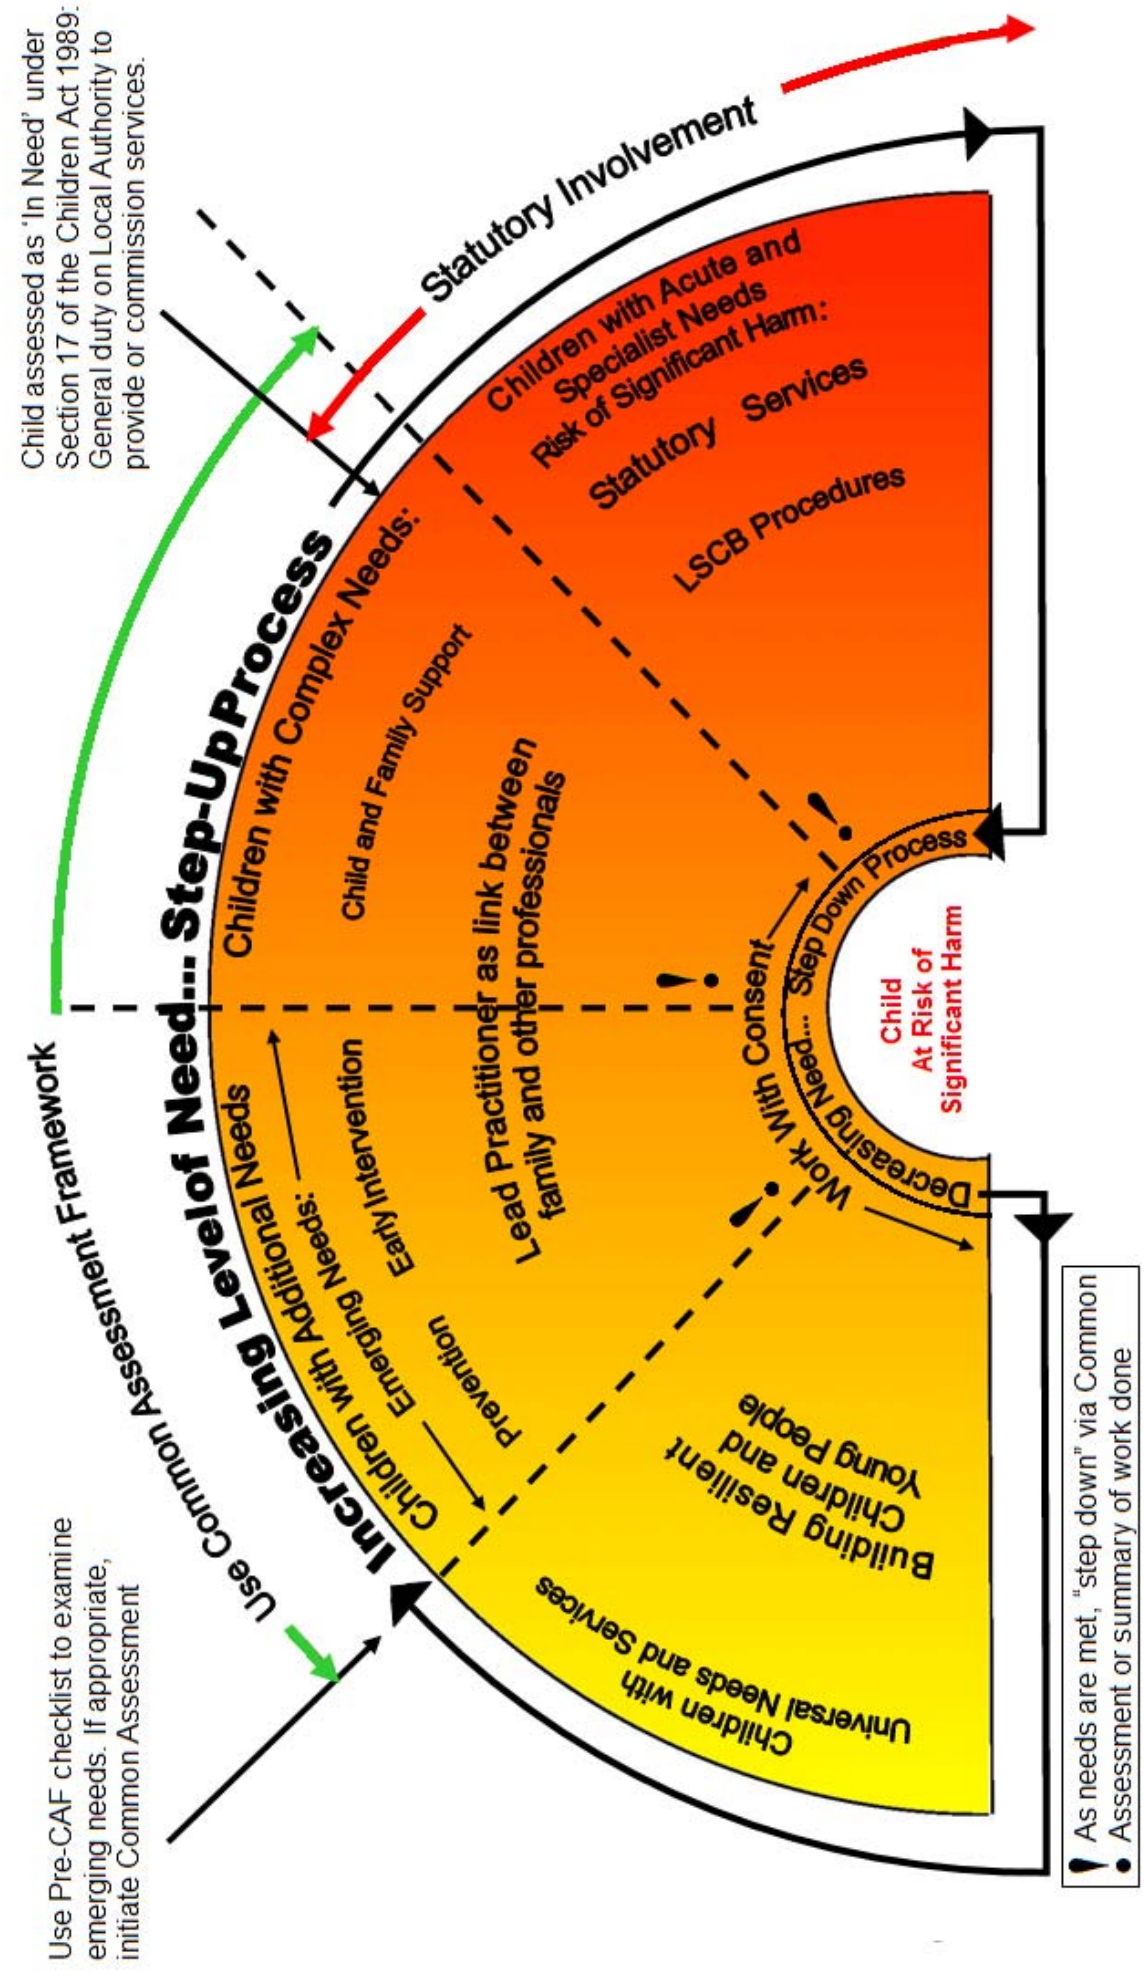 Use Pre-CAF checklist to examine
emerging needs. If appropriate,
initiate Common Assessment
Use Common Assessment Framework
Child assessed as 'In Need' under
Section 17 of the Children Act 1989:
General duty on Local Authority to
provide or commission services.
Statutory Involvement
Increasing Levelof Need... Step-UpProcess
Children with
Universal Needs and Services
Building Resilient
Children and
Young People
Children with Additional Needs
Emerging Needs:
Prevention
Early Intervention
Children with Complex Needs:
Child and Family Support
Lead Practitioner as link between
family and other professionals
Children with Acute and
Specialist Needs
Risk of Significant Harm:
Statutory Services
LSCB Procedures
Work With Consent
!
!
!
Decreasing Need... Step Down Process
Child
At Risk of
Significant Harm
! As needs are met, "step down" via Common
Assessment or summary of work done